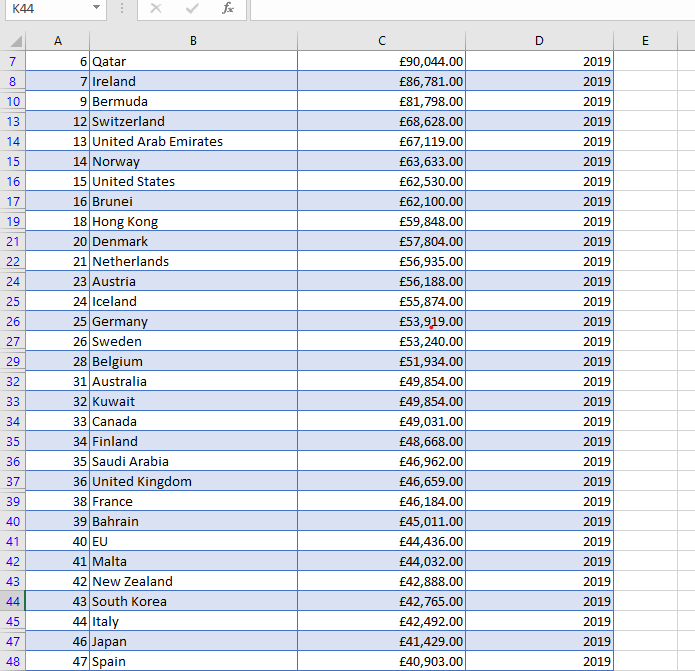 K44 fx
A B C D E
7 6 Qatar £90,044.00 2019
8 7 Ireland £86,781.00 2019
10 9 Bermuda £81,798.00 2019
13 12 Switzerland £68,628.00 2019
14 13 United Arab Emirates £67,119.00 2019
15 14 Norway £63,633.00 2019
16 15 United States £62,530.00 2019
17 16 Brunei £62,100.00 2019
19 18 Hong Kong £59,848.00 2019
21 20 Denmark £57,804.00 2019
22 21 Netherlands £56,935.00 2019
24 23 Austria £56,188.00 2019
25 24 Iceland £55,874.00 2019
26 25 Germany £53,919.00 2019
27 26 Sweden £53,240.00 2019
29 28 Belgium £51,934.00 2019
32 31 Australia £49,854.00 2019
33 32 Kuwait £49,854.00 2019
34 33 Canada £49,031.00 2019
35 34 Finland £48,668.00 2019
36 35 Saudi Arabia £46,962.00 2019
37 36 United Kingdom £46,659.00 2019
39 38 France £46,184.00 2019
40 39 Bahrain £45,011.00 2019
41 40 EU £44,436.00 2019
42 41 Malta £44,032.00 2019
43 42 New Zealand £42,888.00 2019
44 43 South Korea £42,765.00 2019
45 44 Italy £42,492.00 2019
47 46 Japan £41,429.00 2019
48 47 Spain £40,903.00 2019